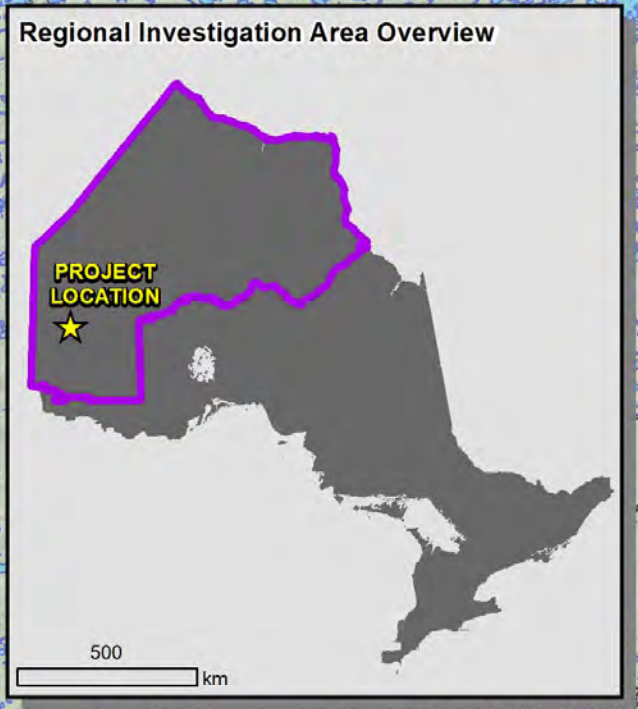 Regional Investigation Area Overview
PROJECT
LOCATION
500
km